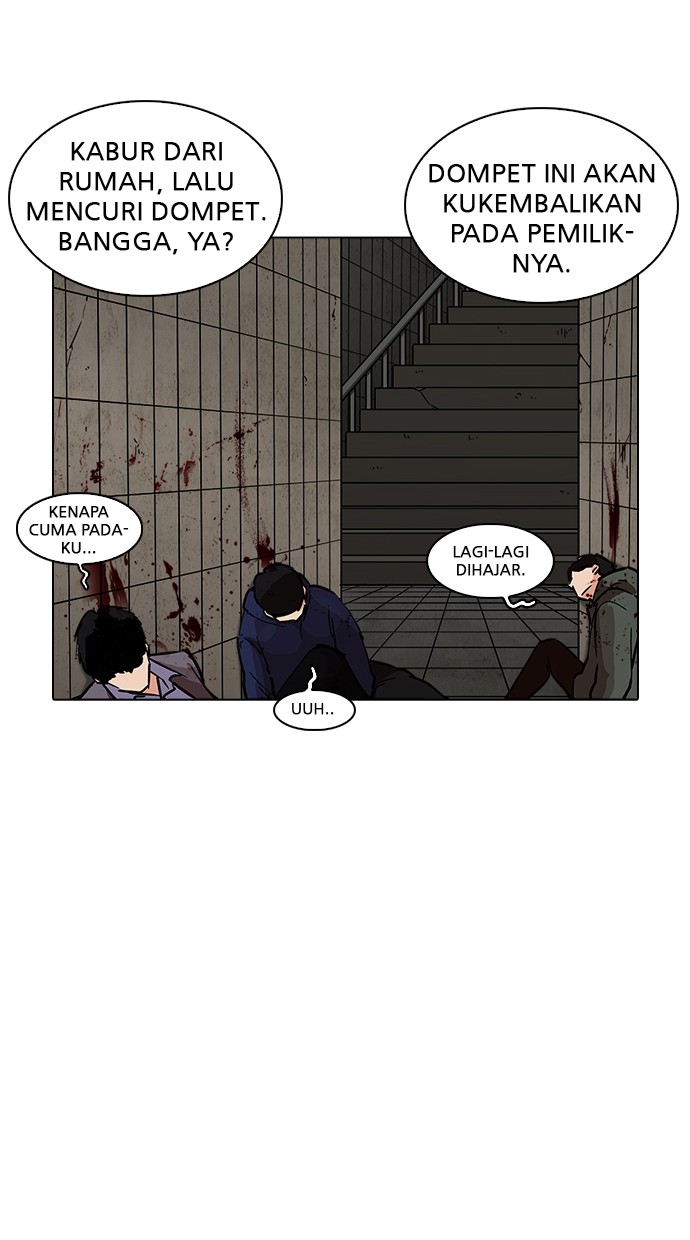 KABUR DARI
RUMAH, LALU
MENCURI DOMPET.
BANGGA, YA?
DOMPET INI AKAN
KUKEMBALIKAN
PADA PEMILIK-
NYA.
KENAPA
CUMA PADA-
KU...
LAGI-LAGI
DIHAJAR.
UUH..